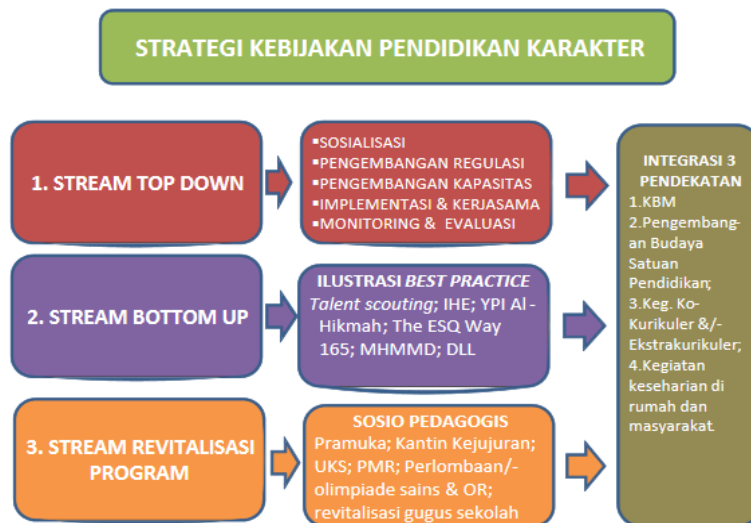 STRATEGI KEBIJAKAN PENDIDIKAN KARAKTER
1. STREAM TOP DOWN
▪SOSIALISASI
▪PENGEMBANGAN REGULASI
▪PENGEMBANGAN KAPASITAS
▪IMPLEMENTASI & KERJASAMA
▪MONITORING & EVALUASI
2. STREAM BOTTOM UP
ILUSTRASI BEST PRACTICE
Talent scouting; IHE; YPI Al-
Hikmah; The ESQ Way
165; MHMMD; DLL
3. STREAM REVITALISASI
PROGRAM
SOSIO PEDAGOGIS
Pramuka; Kantin Kejujuran;
UKS; PMR; Perlombaan/-
olimpiade sains & OR;
revitalisasi gugus sekolah
INTEGRASI 3
PENDEKATAN
1.KBM
2.Pengembang-
an Budaya
Satuan
Pendidikan;
3.Keg. Ko-
Kurikuler &/-
Ekstrakurikuler;
4.Kegiatan
keseharian di
rumah dan
masyarakat.